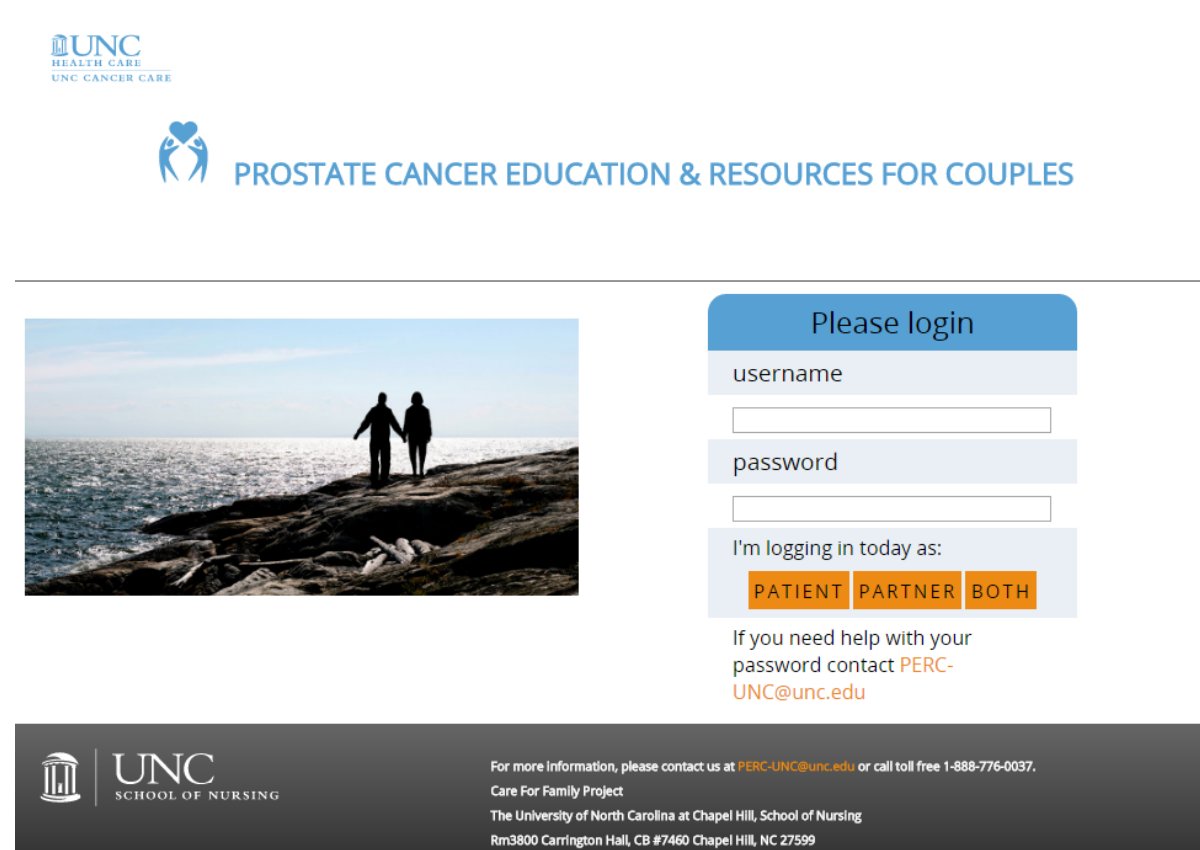 UNC
HEALTH CARE
UNC CANCER CARE
PROSTATE CANCER EDUCATION & RESOURCES FOR COUPLES
Please login
username
password
I'm logging in today as:
PATIENT PARTNER BOTH
If you need help with your
password contact PERC-
UNC@unc.edu
UNC
SCHOOL OF NURSING
For more information, please contact us at PERC-UNC@unc.edu or call toll free 1-888-776-0037.
Care For Family Project
The University of North Carolina at Chapel Hill, School of Nursing
Rm3800 Carrington Hall, CB #7460 Chapel Hill, NC 27599